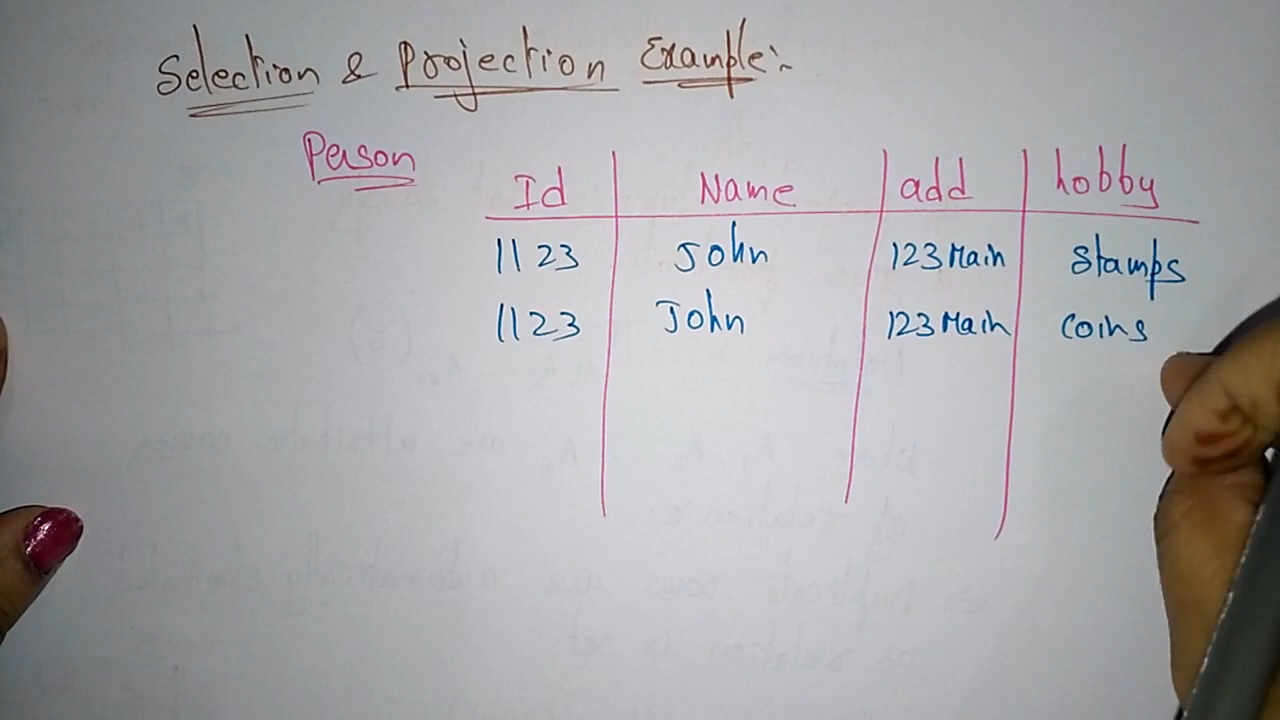 Selection & Projection Example:-
Person
Id Name add hobby
1123 John 123 Main Stamps
1123 John 123 Main Coins